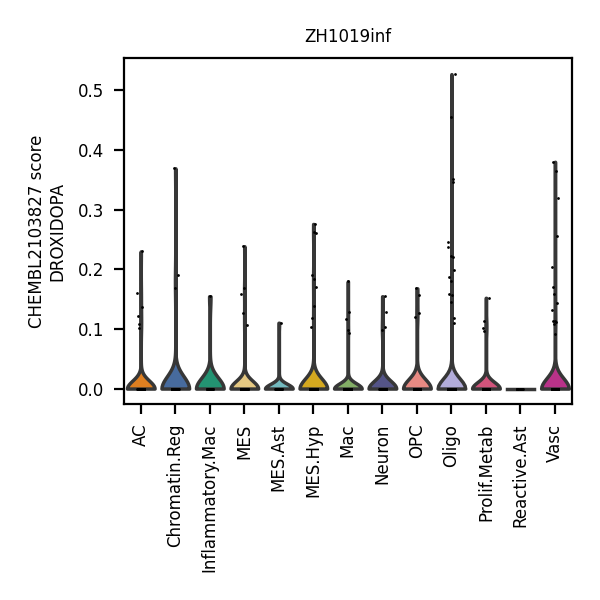 ZH1019inf
CHEMBL2103827 score
DROXIDOPA
0.5
0.4
0.3
0.2
0.1
0.0
AC
Chromatin.Reg
Inflammatory.Mac
MES
MES.Ast
MES.Hyp
Mac
Neuron
OPC
Oligo
Prolif.Metab
Reactive.Ast
Vasc